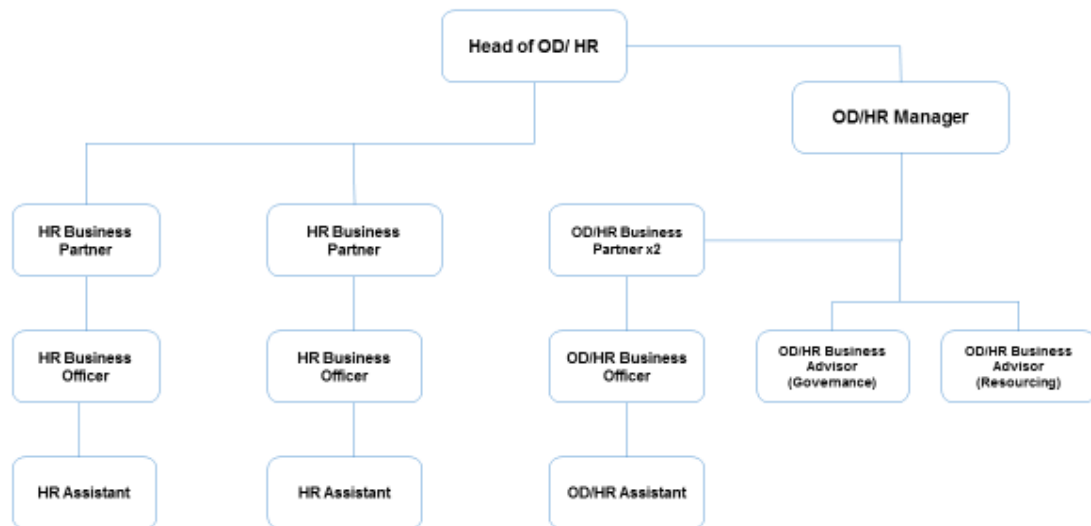 Head of OD/ HR
OD/HR Manager
HR Business
Partner
HR Business
Partner
OD/HR Business
Partner x2
HR Business
Officer
HR Business
Officer
OD/HR Business
Officer
OD/HR Business
Advisor
(Governance)
OD/HR Business
Advisor
(Resourcing)
HR Assistant
HR Assistant
OD/HR Assistant